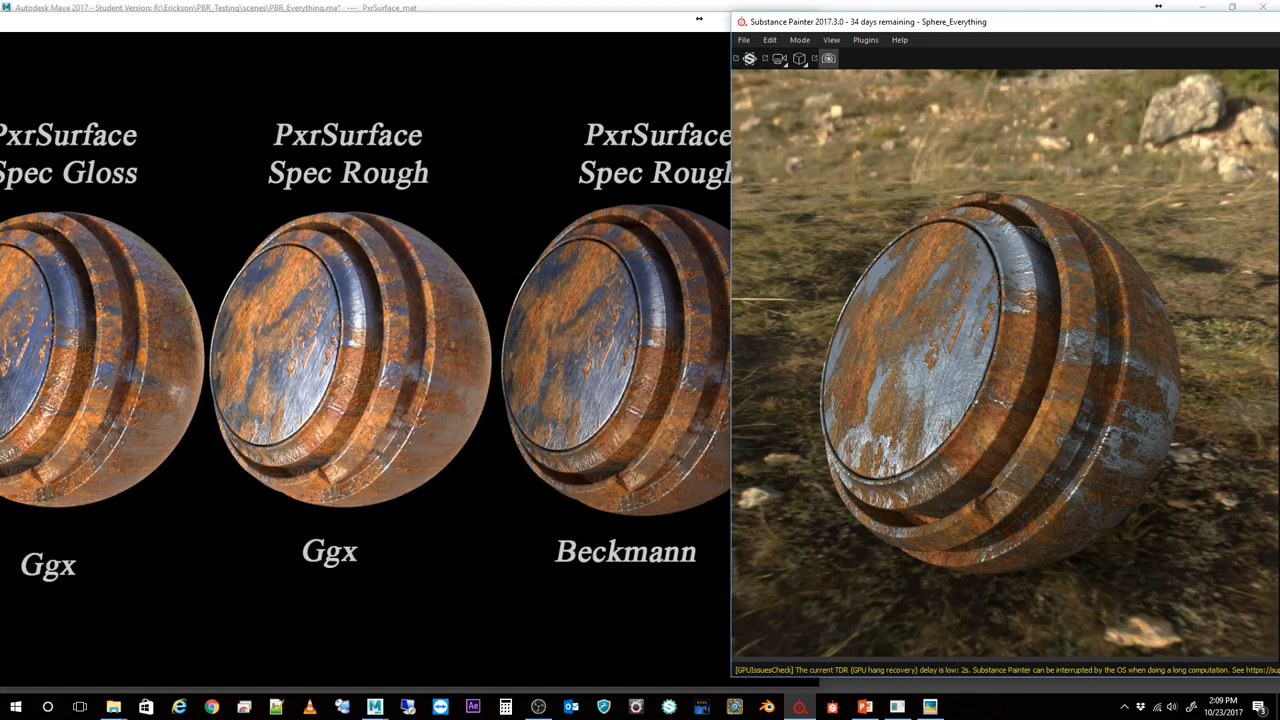 Autodesk Maya 2017 - Student Version: R:\Erickson\PBR_Testing\scenes\PBR_Everything.ma* --- PxrSurface_mat
Substance Painter 2017.3.0 - 34 days remaining - Sphere_Everything
File Edit Mode View Plugins Help
PxrSurface
Spec Gloss
PxrSurface
Spec Rough
PxrSurface
Spec Rough
Ggx
Ggx
Beckmann
[GPUIssuesCheck] The current TDR (GPU hang recovery) delay is low: 2s. Substance Painter can be interrupted by the OS when doing a long computation. See https://su
Ae
2:09 PM
10/23/2017